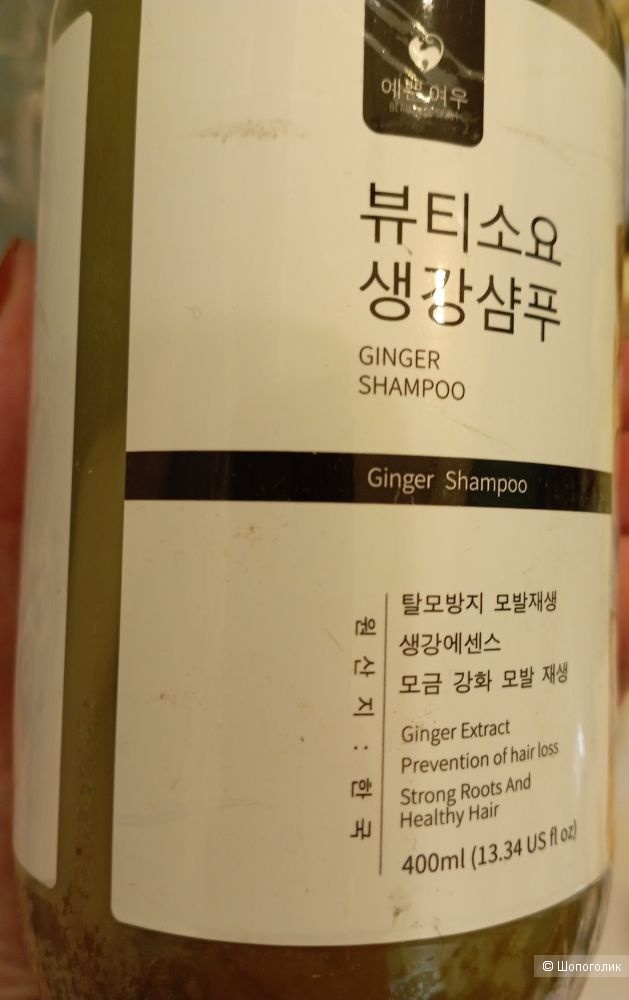 예쁜 여우
뷰티소요
생강샴푸
GINGER
SHAMPOO
Ginger Shampoo
원산지 : 한국
탈모방지 모발재생
생강에센스
모금 강화 모발 재생
Ginger Extract
Prevention of hair loss
Strong Roots And
Healthy Hair
400ml (13.34 US fl oz)
© Шопоголик